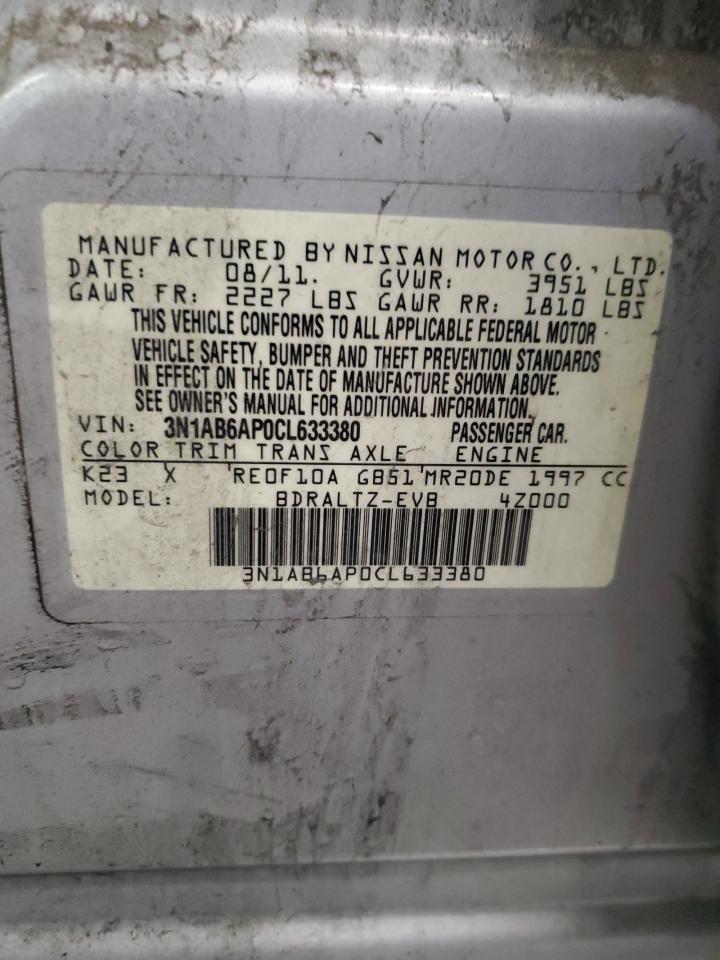 MANUFACTURED BY NISSAN MOTOR CO., LTD.
DATE: 08/11. GVWR: 3951 LBS
GAWR FR: 2227 LBS GAWR RR: 1810 LBS
THIS VEHICLE CONFORMS TO ALL APPLICABLE FEDERAL MOTOR
VEHICLE SAFETY, BUMPER AND THEFT PREVENTION STANDARDS
IN EFFECT ON THE DATE OF MANUFACTURE SHOWN ABOVE.
SEE OWNER'S MANUAL FOR ADDITIONAL INFORMATION.
VIN: 3N1AB6AP0CL633380 PASSENGER CAR.
COLOR TRIM TRANS AXLE ENGINE
K23 X RE0F10A GB51 MR20DE 1997 CC
MODEL: BDRALTZ-EVB 4Z000
3N1AB6AP0CL633380